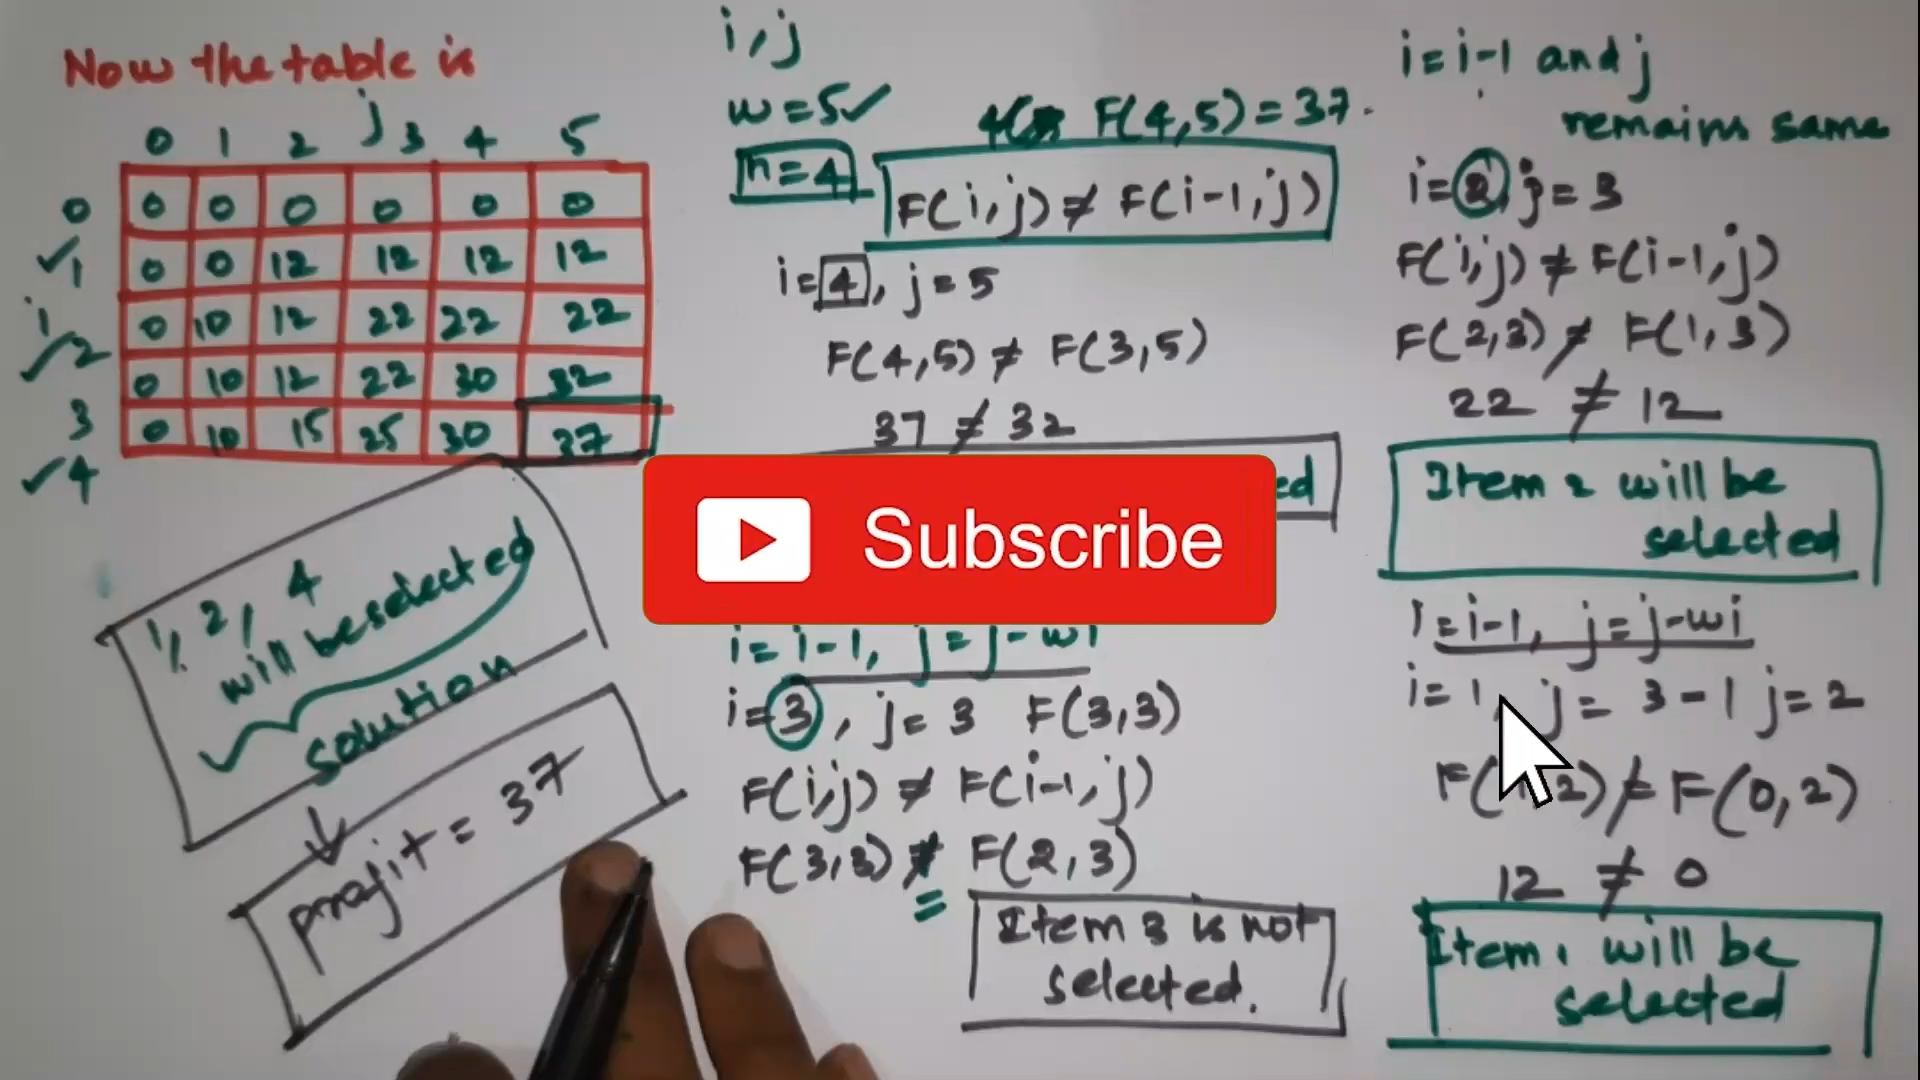 Now the table is
j
0 1 2 3 4 5
0 0 0 0 0 0 0
✓1 0 0 12 12 12 12
i
✓2 0 10 12 22 22 22
3 0 10 12 22 30 32
✓4 0 10 15 25 30 37
1, 2, 4
will be selected
solution
profit = 37
i, j
w=5✓
n=4
F(4,5)=37.
F(i,j) ≠ F(i-1,j)
i=4, j=5
F(4,5) ≠ F(3,5)
37 ≠ 32
ed
Subscribe
i=i-1, j=j-wi
i=3, j=3 F(3,3)
F(i,j) ≠ F(i-1,j)
F(3,3) = F(2,3)
Item 3 is not
selected.
i=i-1 and j
remains same
i=2, j=3
F(i,j) ≠ F(i-1,j)
F(2,3) ≠ F(1,3)
22 ≠ 12
Item 2 will be
selected
i=i-1, j=j-wi
i=1, j=3-1 j=2
F(1,2) ≠ F(0,2)
12 ≠ 0
Item 1 will be
selected